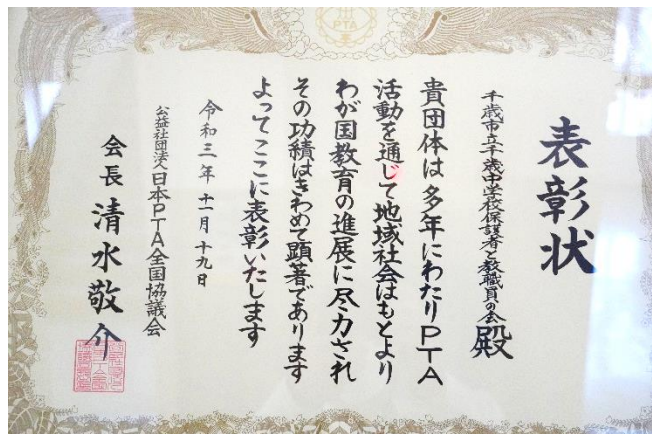 表彰状
千歳市立千歳中学校保護者と教職員の会殿
貴団体は多年にわたりPTA
活動を通じて地域社会はもとより
わが国教育の進展に尽力され
その功績はきわめて顕著であります
よってここに表彰いたします
令和三年十一月十九日
公益社団法人日本PTA全国協議会
会長 清水敬介